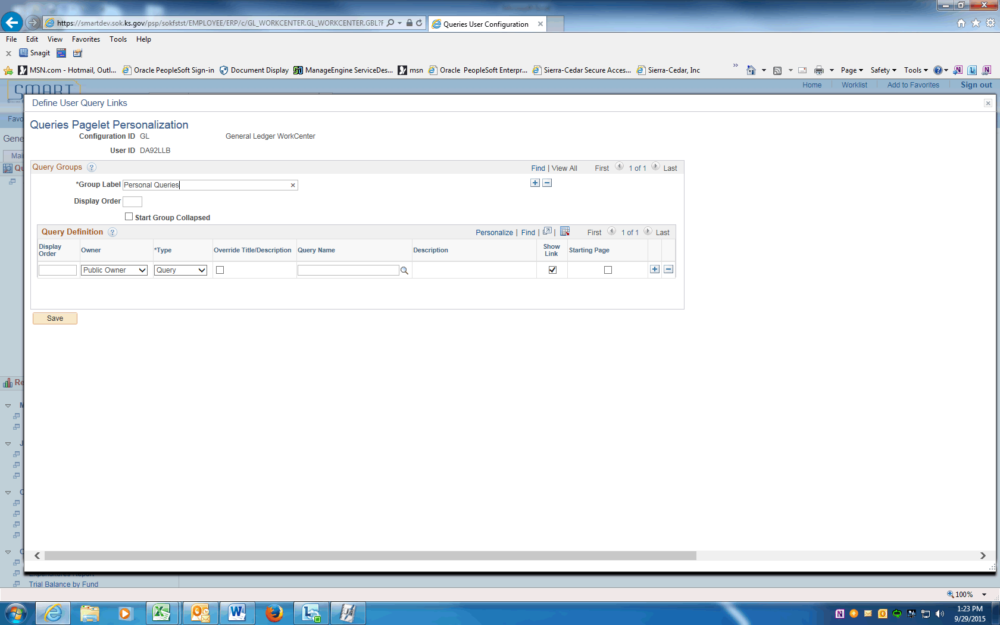 https://smartdev.sok.ks.gov/psp/sokfstst/EMPLOYEE/ERP/c/GL_WORKCENTER.GL_WORKCENTER.GBL?F
Queries User Configuration
File Edit View Favorites Tools Help
x Snagit
MSN.com - Hotmail, Outl... Oracle PeopleSoft Sign-in Document Display ManageEngine ServiceDes... msn Oracle PeopleSoft Enterpr... Sierra-Cedar Secure Acces... Sierra-Cedar, Inc » Page Safety Tools
SMART
Home Worklist Add to Favorites Sign out
Define User Query Links
Favo
Queries Pagelet Personalization
Configuration ID GL General Ledger WorkCenter
Gene
User ID DA92LLB
Mai
Query Groups ? Find | View All First 1 of 1 Last
Qu
*Group Label Personal Queries × + −
Display Order
Start Group Collapsed
Query Definition ? Personalize | Find | | First 1 of 1 Last
Display Order Owner *Type Override Title/Description Query Name Description Show Link Starting Page
Public Owner Query + −
Save
Re
Trial Balance by Fund
100%
1:23 PM
9/29/2015